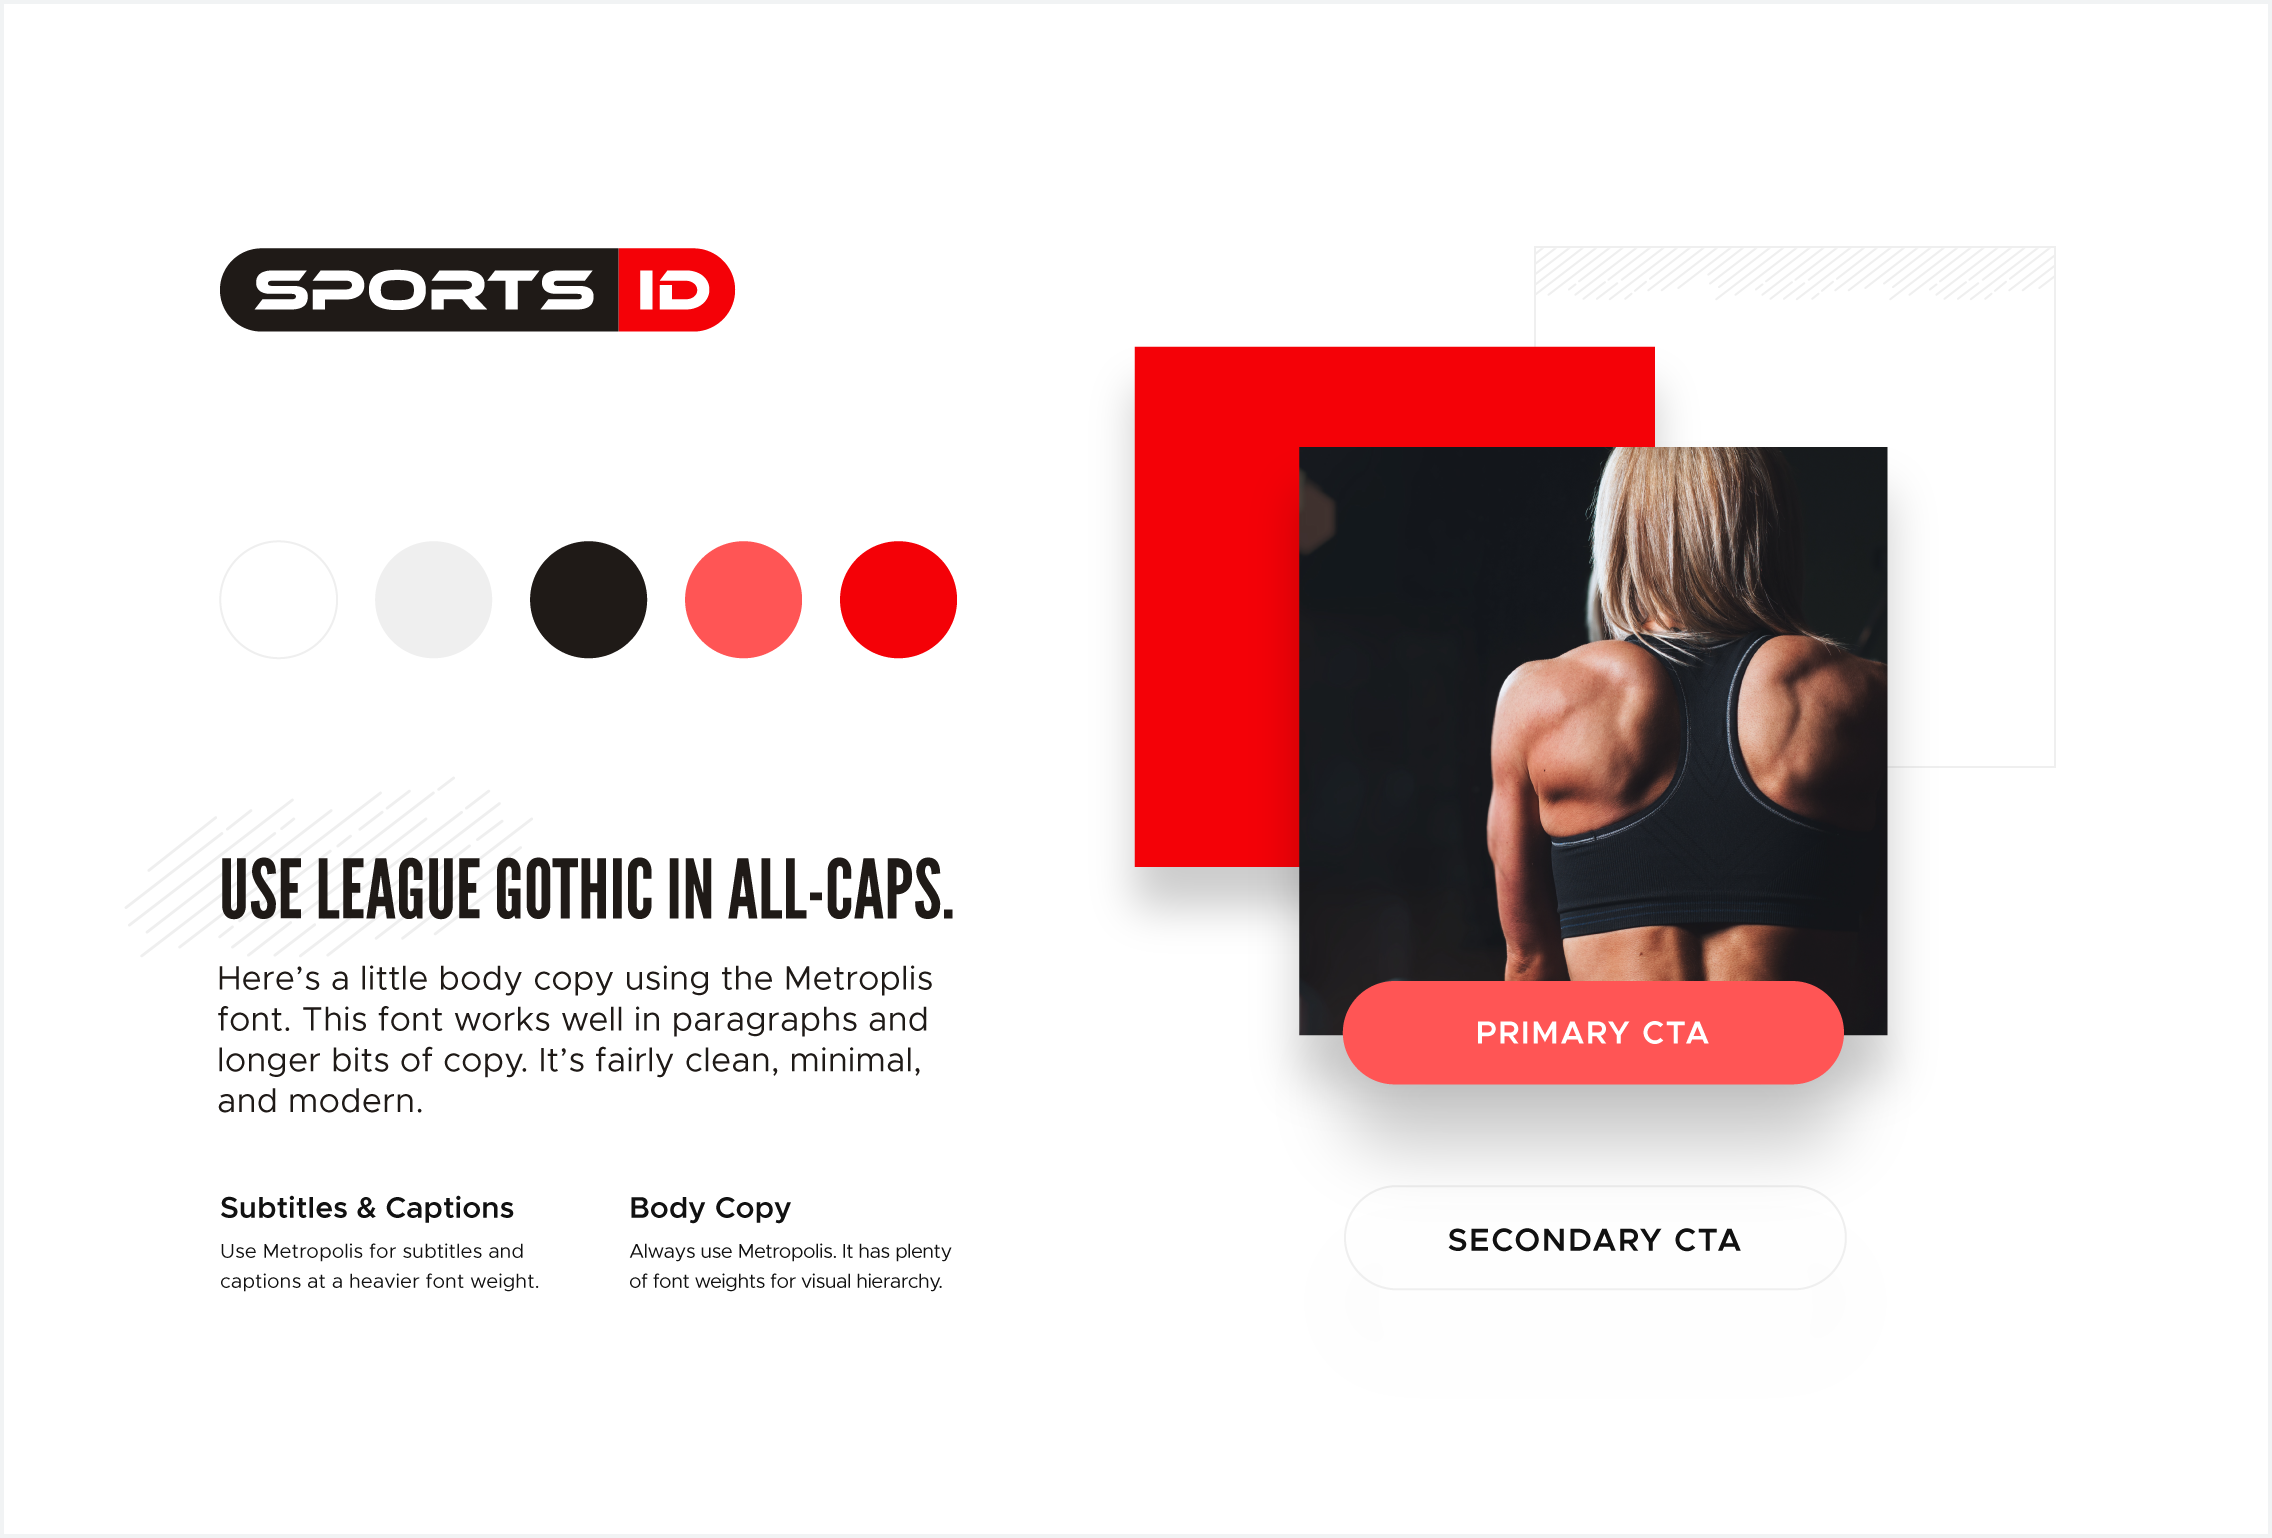 SPORTS ID
USE LEAGUE GOTHIC IN ALL-CAPS.
Here’s a little body copy using the Metroplis
font. This font works well in paragraphs and
longer bits of copy. It’s fairly clean, minimal,
and modern.
Subtitles & Captions
Use Metropolis for subtitles and
captions at a heavier font weight.
Body Copy
Always use Metropolis. It has plenty
of font weights for visual hierarchy.
PRIMARY CTA
SECONDARY CTA